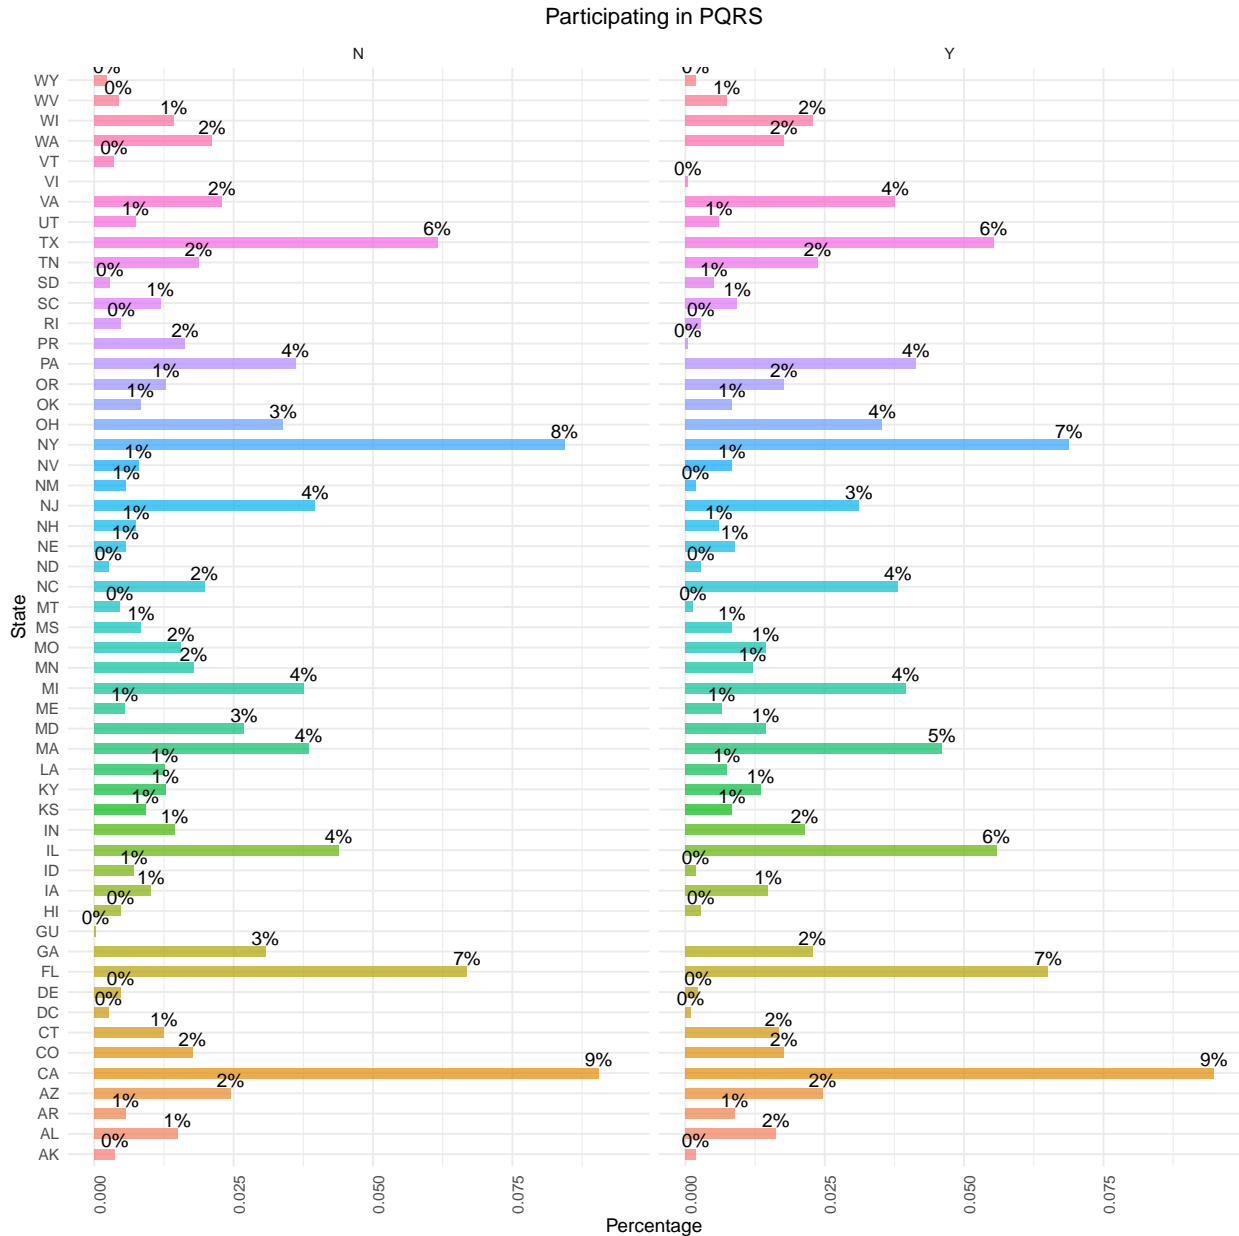 Participating in PQRS
N Y
WY 0% 0%
WV 0% 1%
WI 1% 2%
WA 2% 2%
VT 0%
VI 0%
VA 2% 4%
UT 1% 1%
TX 6% 6%
TN 2% 2%
SD 0% 1%
SC 1% 1%
RI 0% 0%
PR 2% 0%
PA 4% 4%
OR 1% 2%
OK 1% 1%
OH 3% 4%
NY 8% 7%
NV 1% 1%
NM 1% 0%
NJ 4% 3%
NH 1% 1%
NE 1% 1%
ND 0% 0%
NC 2% 4%
MT 0% 0%
MS 1% 1%
MO 2% 1%
MN 2% 1%
MI 4% 4%
ME 1% 1%
MD 3% 1%
MA 4% 5%
LA 1% 1%
KY 1% 1%
KS 1% 1%
IN 1% 2%
IL 4% 6%
ID 1% 0%
IA 1% 1%
HI 0% 0%
GU 0%
GA 3% 2%
FL 7% 7%
DE 0% 0%
DC 0% 0%
CT 1% 2%
CO 2% 2%
CA 9% 9%
AZ 2% 2%
AR 1% 1%
AL 1% 2%
AK 0% 0%
State
0.000 0.025 0.050 0.075 0.000 0.025 0.050 0.075
Percentage